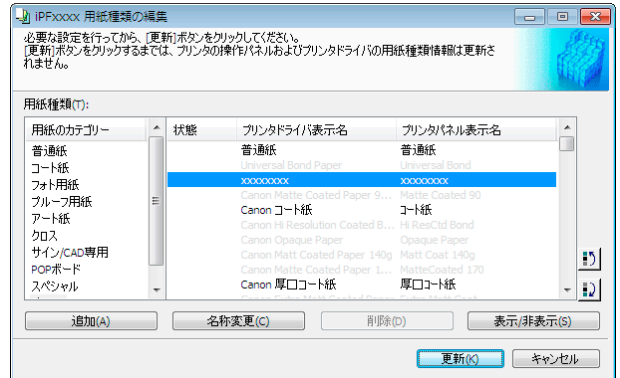 iPFxxxx 用紙種類の編集
必要な設定を行ってから、[更新]ボタンをクリックしてください。
[更新]ボタンをクリックするまでは、プリンタの操作パネルおよびプリンタドライバの用紙種類情報は更新さ
れません。
用紙種類(T):
用紙のカテゴリー 状態 プリンタドライバ表示名 プリンタパネル表示名
普通紙
コート紙
フォト用紙
プルーフ用紙
アート紙
クロス
サイン/CAD専用
POPボード
スペシャル
普通紙 普通紙
Universal Bond Paper Universal Bond
xxxxxxxx xxxxxxxx
Canon Matte Coated Paper 9... Matte Coated 90
Canon コート紙 コート紙
Canon Hi Resolution Coated B... Hi ResCtd Bond
Canon Opaque Paper Opaque Paper
Canon Matt Coated Paper 140g Matt Coat 140g
Canon Matte Coated Paper 1... MatteCoated 170
Canon 厚口コート紙 厚口コート紙
追加(A) 名称変更(C) 削除(D) 表示/非表示(S)
更新(K) キャンセル